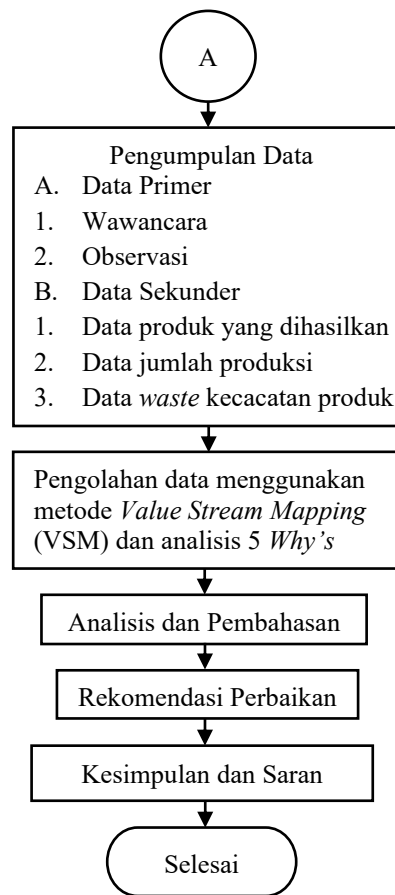 A
Pengumpulan Data
A. Data Primer
1. Wawancara
2. Observasi
B. Data Sekunder
1. Data produk yang dihasilkan
2. Data jumlah produksi
3. Data waste kecacatan produk
Pengolahan data menggunakan
metode Value Stream Mapping
(VSM) dan analisis 5 Why’s
Analisis dan Pembahasan
Rekomendasi Perbaikan
Kesimpulan dan Saran
Selesai